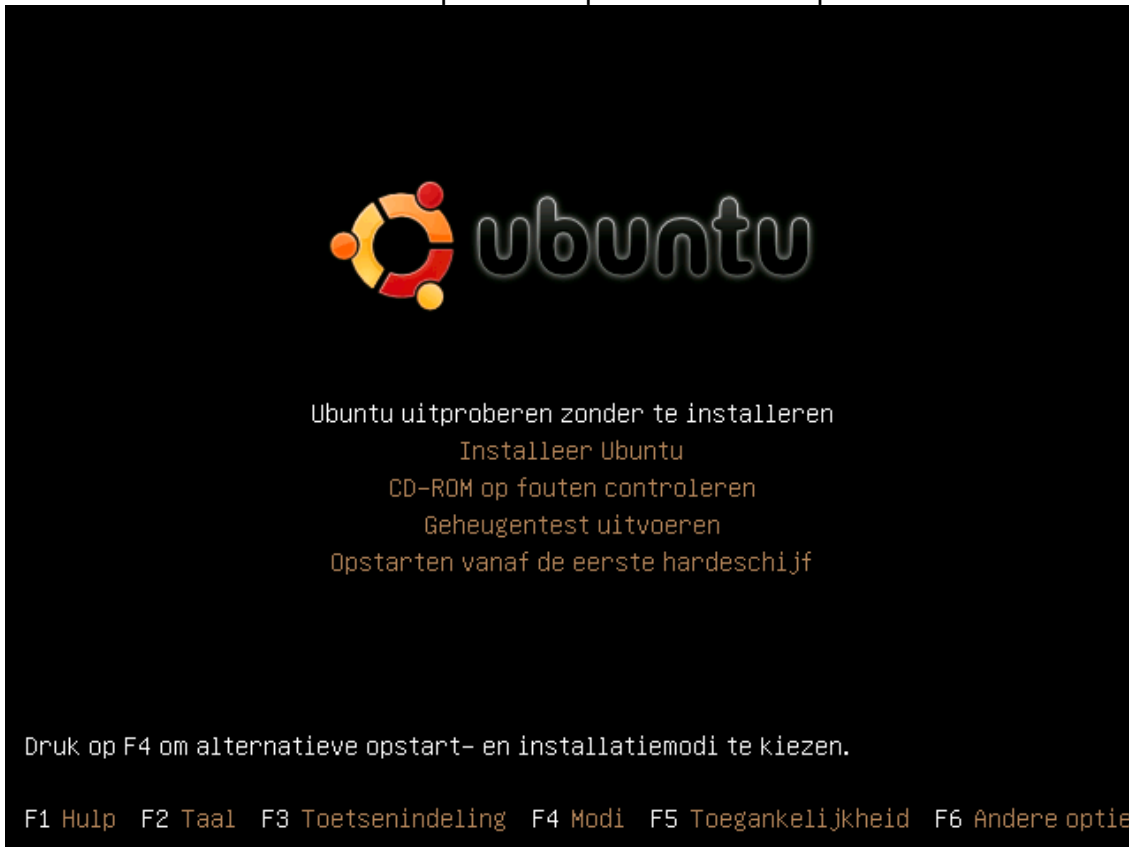 ubuntu
Ubuntu uitproberen zonder te installeren
Installeer Ubuntu
CD-ROM op fouten controleren
Geheugentest uitvoeren
Opstarten vanaf de eerste hardeschijf
Druk op F4 om alternatieve opstart- en installatiemodi te kiezen.
F1 Hulp F2 Taal F3 Toetsenindeling F4 Modi F5 Toegankelijkheid F6 Andere optie